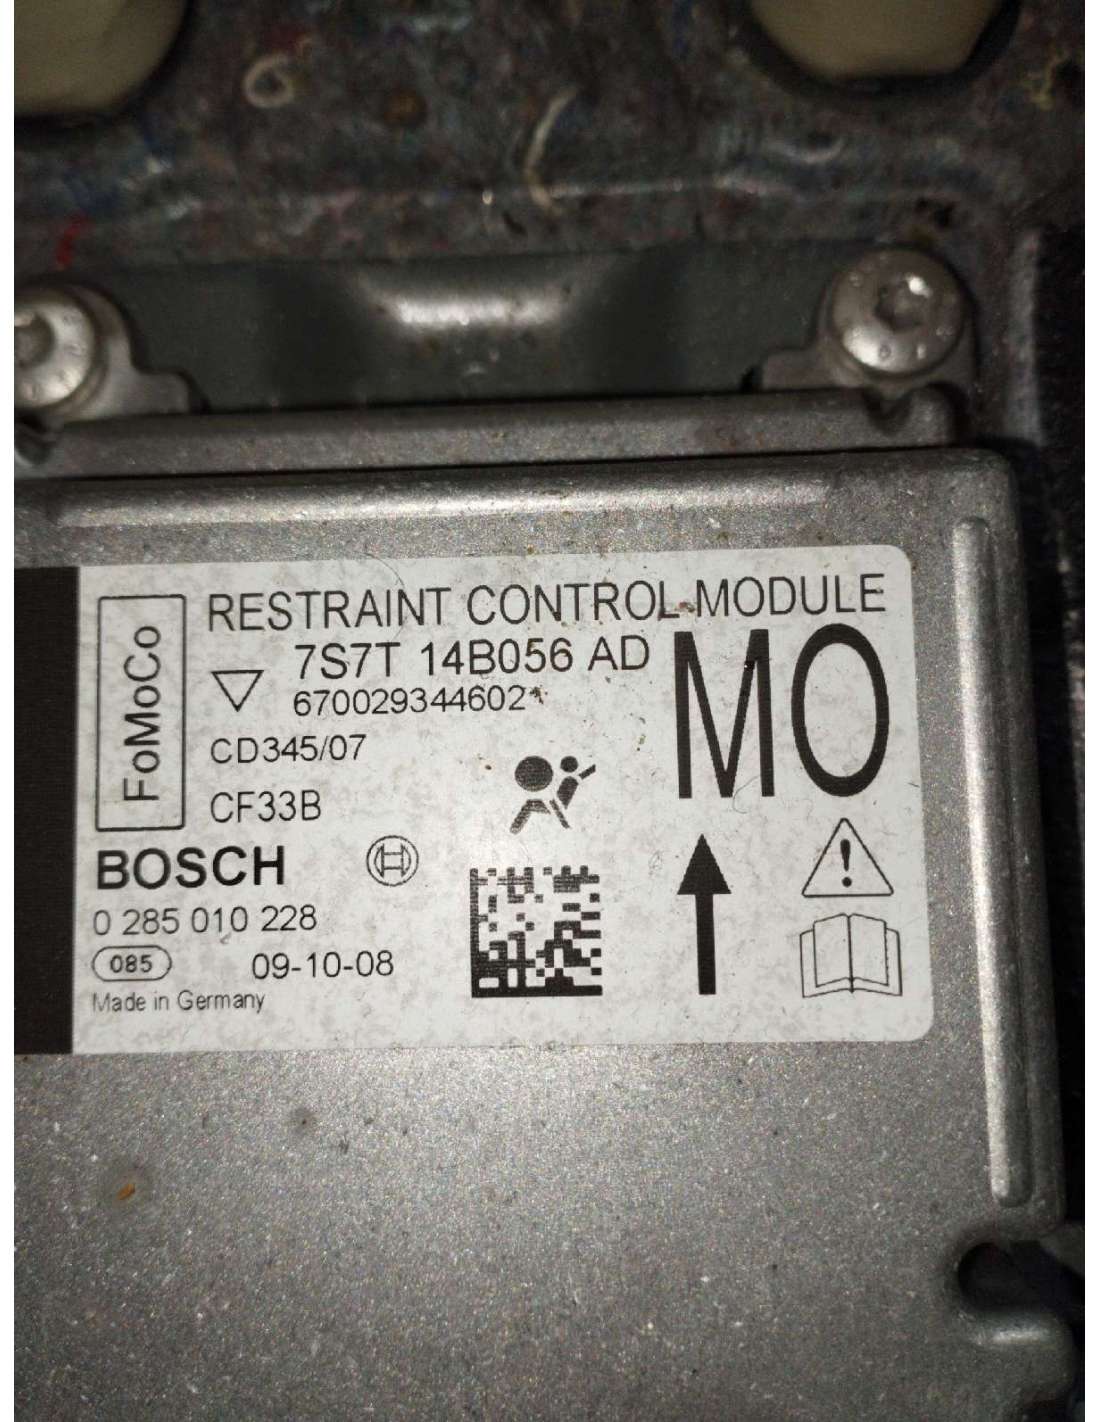 FoMoCo
RESTRAINT CONTROL MODULE
7S7T 14B056 AD
670029344602*
MO
CD345/07
CF33B
BOSCH
0 285 010 228
085 09-10-08
Made in Germany